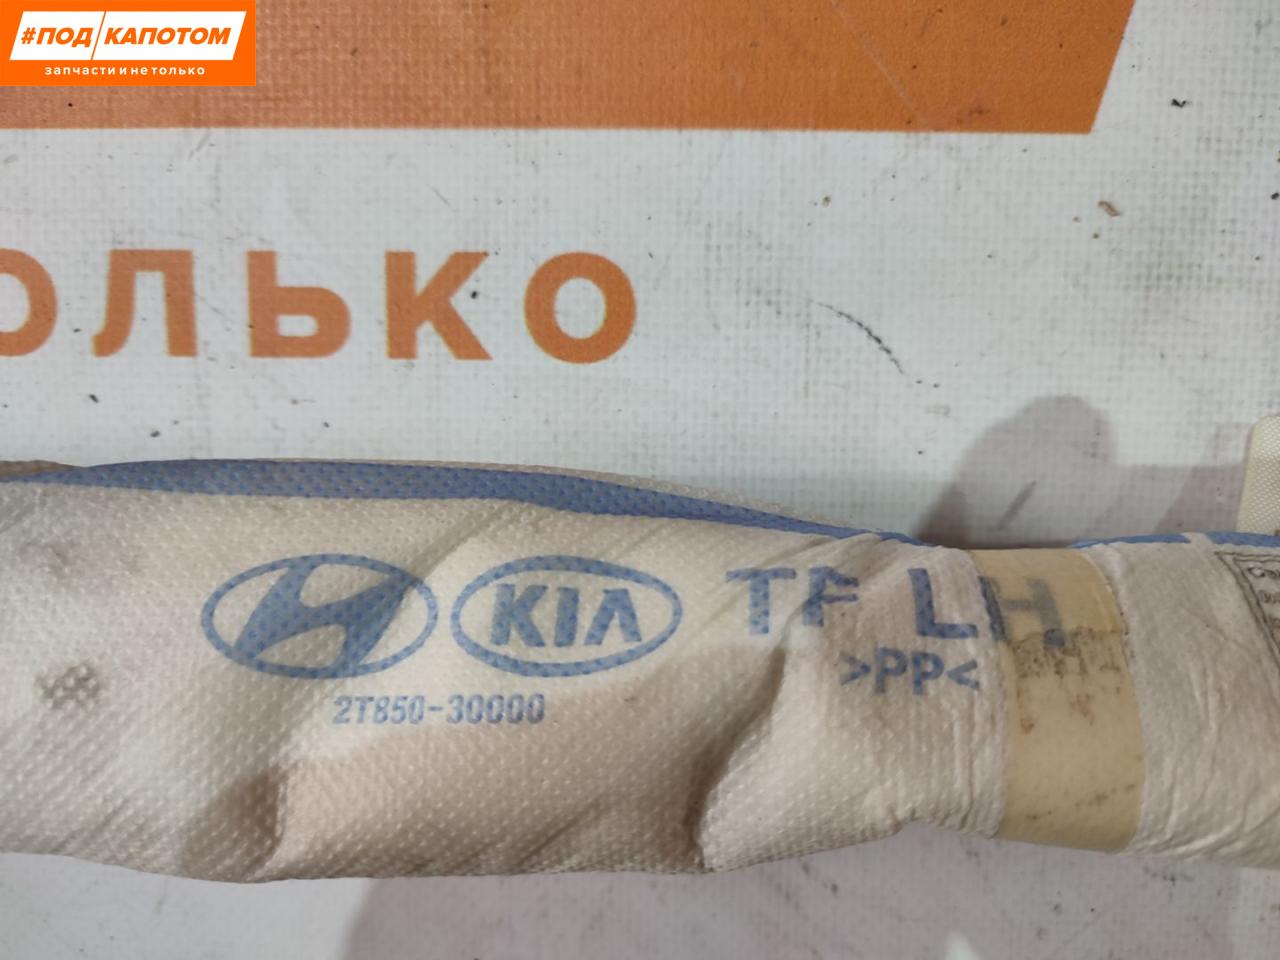 #ПОД КАПОТОМ
запчасти и не только
ОЛЬКО
KIA TF LH
>PP<
2T850-30000